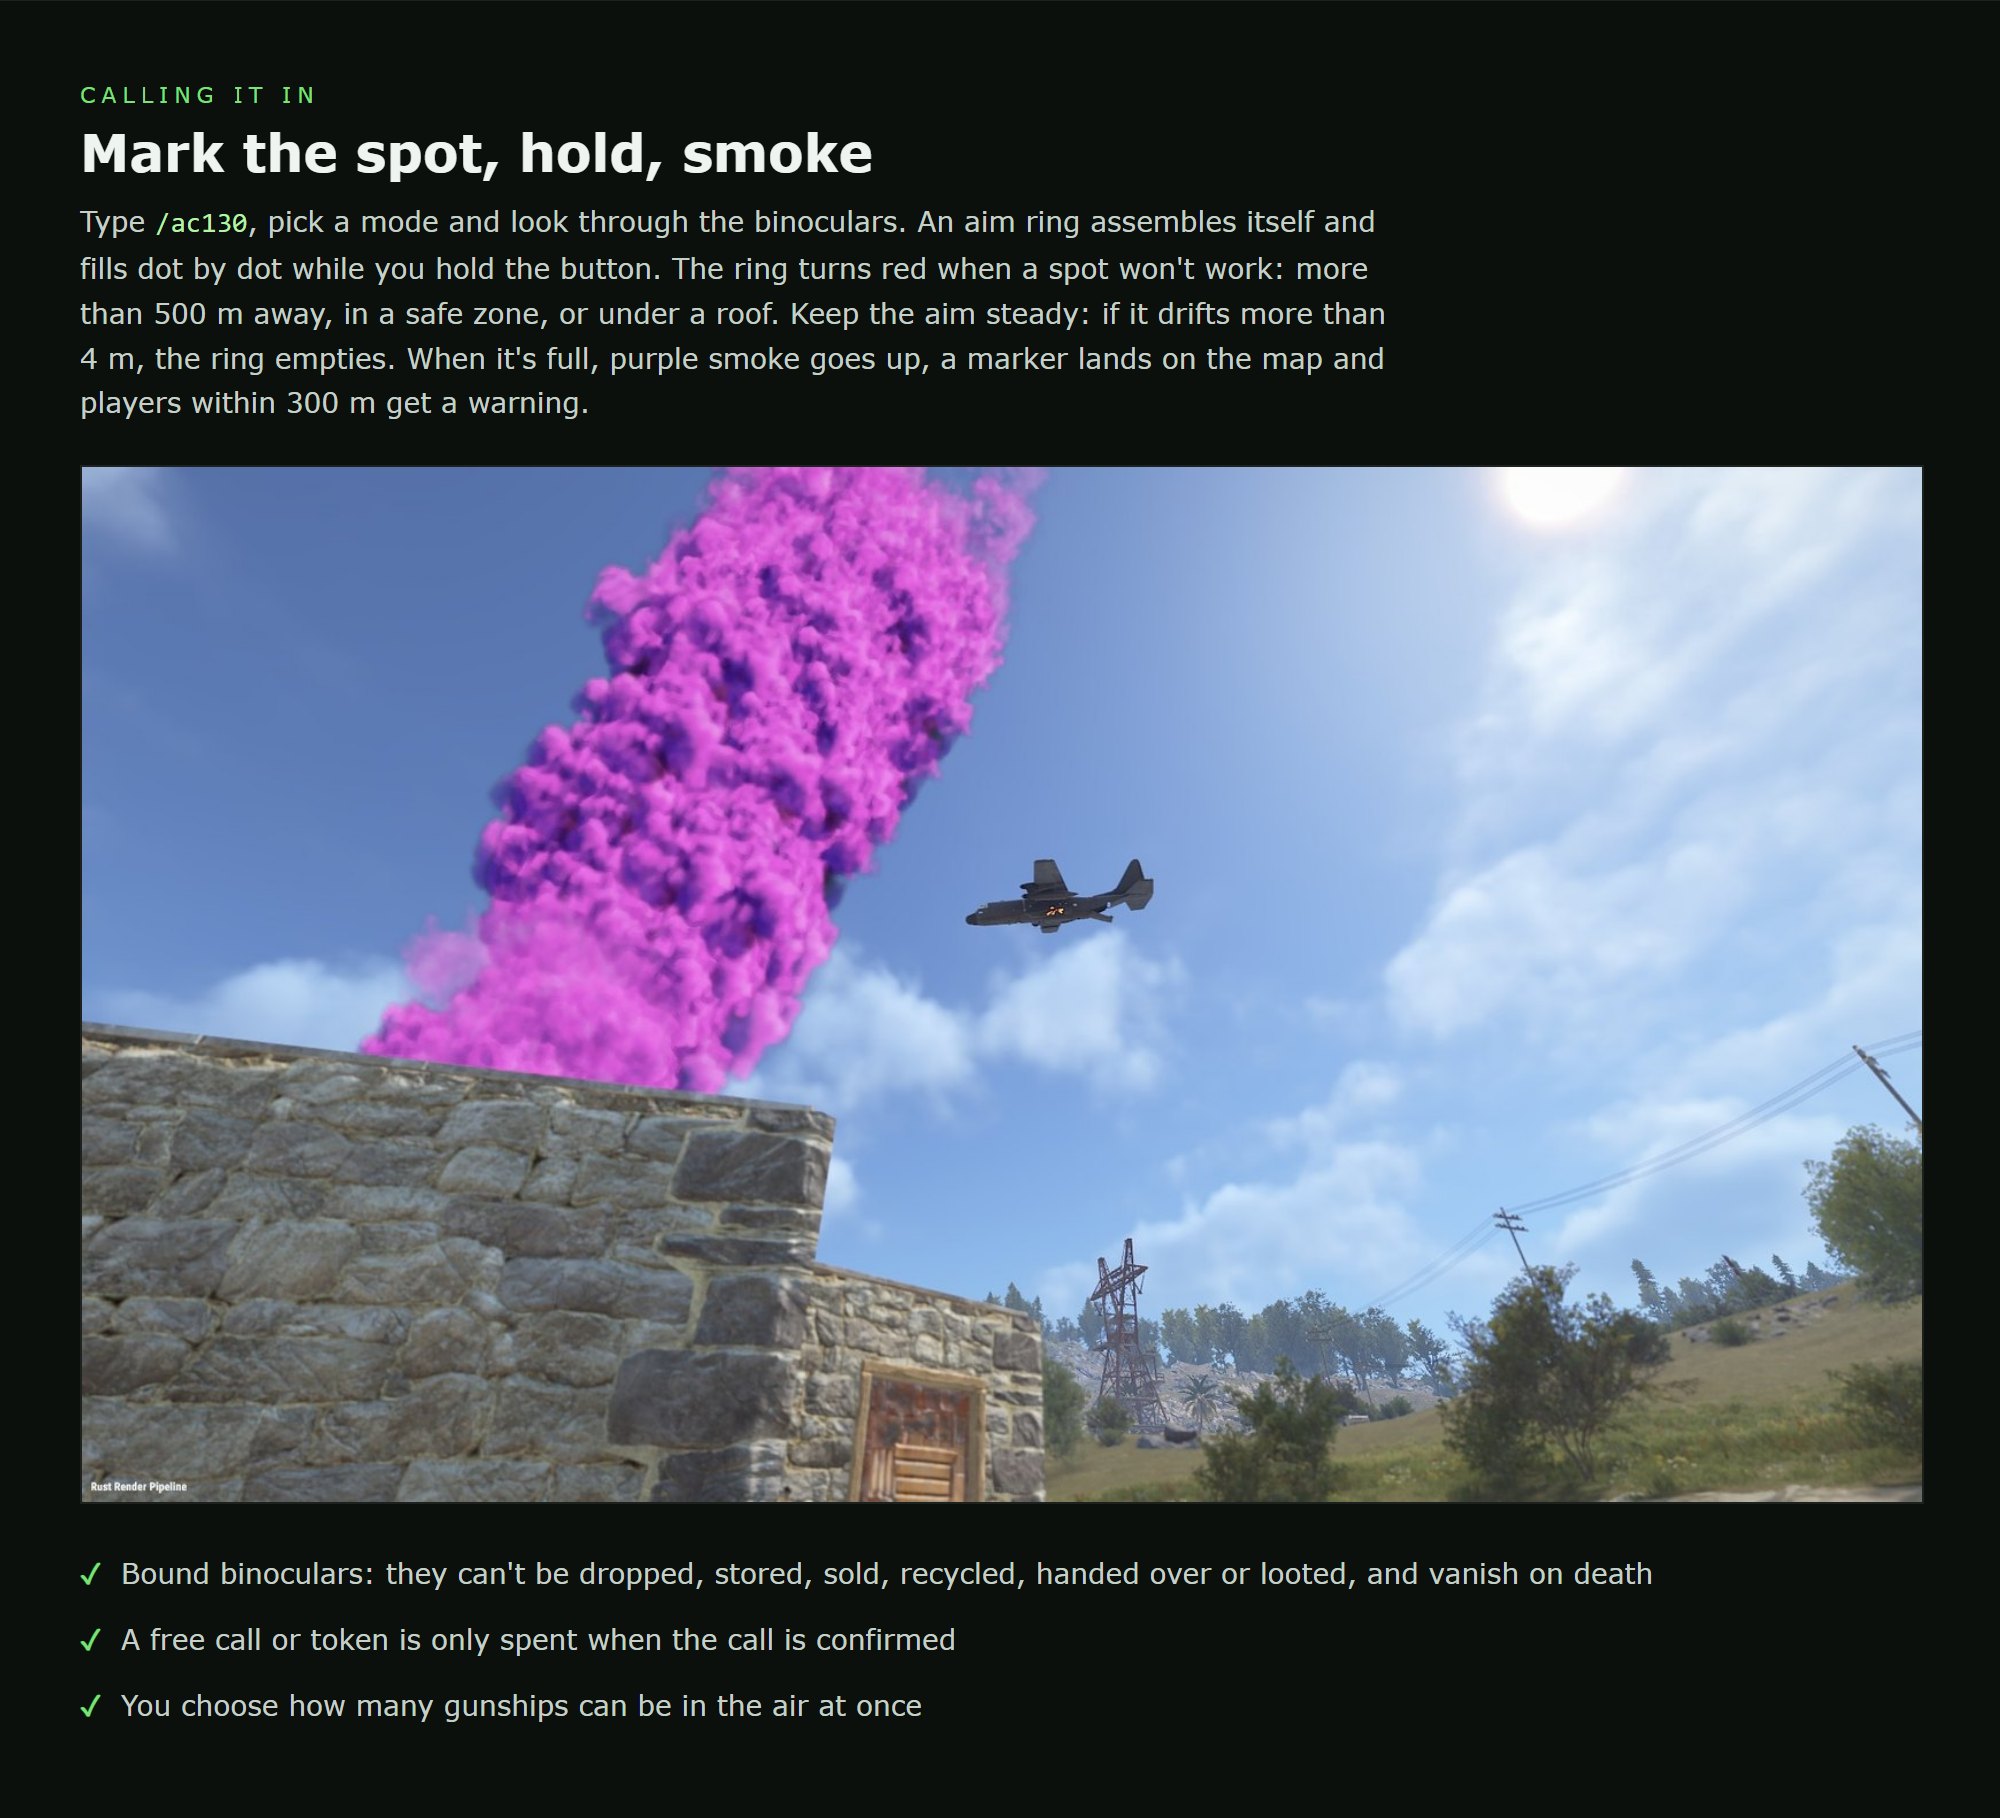 CALLING IT IN
Mark the spot, hold, smoke
Type /ac130, pick a mode and look through the binoculars. An aim ring assembles itself and
fills dot by dot while you hold the button. The ring turns red when a spot won't work: more
than 500 m away, in a safe zone, or under a roof. Keep the aim steady: if it drifts more than
4 m, the ring empties. When it's full, purple smoke goes up, a marker lands on the map and
players within 300 m get a warning.
Rust Render Pipeline
✓ Bound binoculars: they can't be dropped, stored, sold, recycled, handed over or looted, and vanish on death
✓ A free call or token is only spent when the call is confirmed
✓ You choose how many gunships can be in the air at once